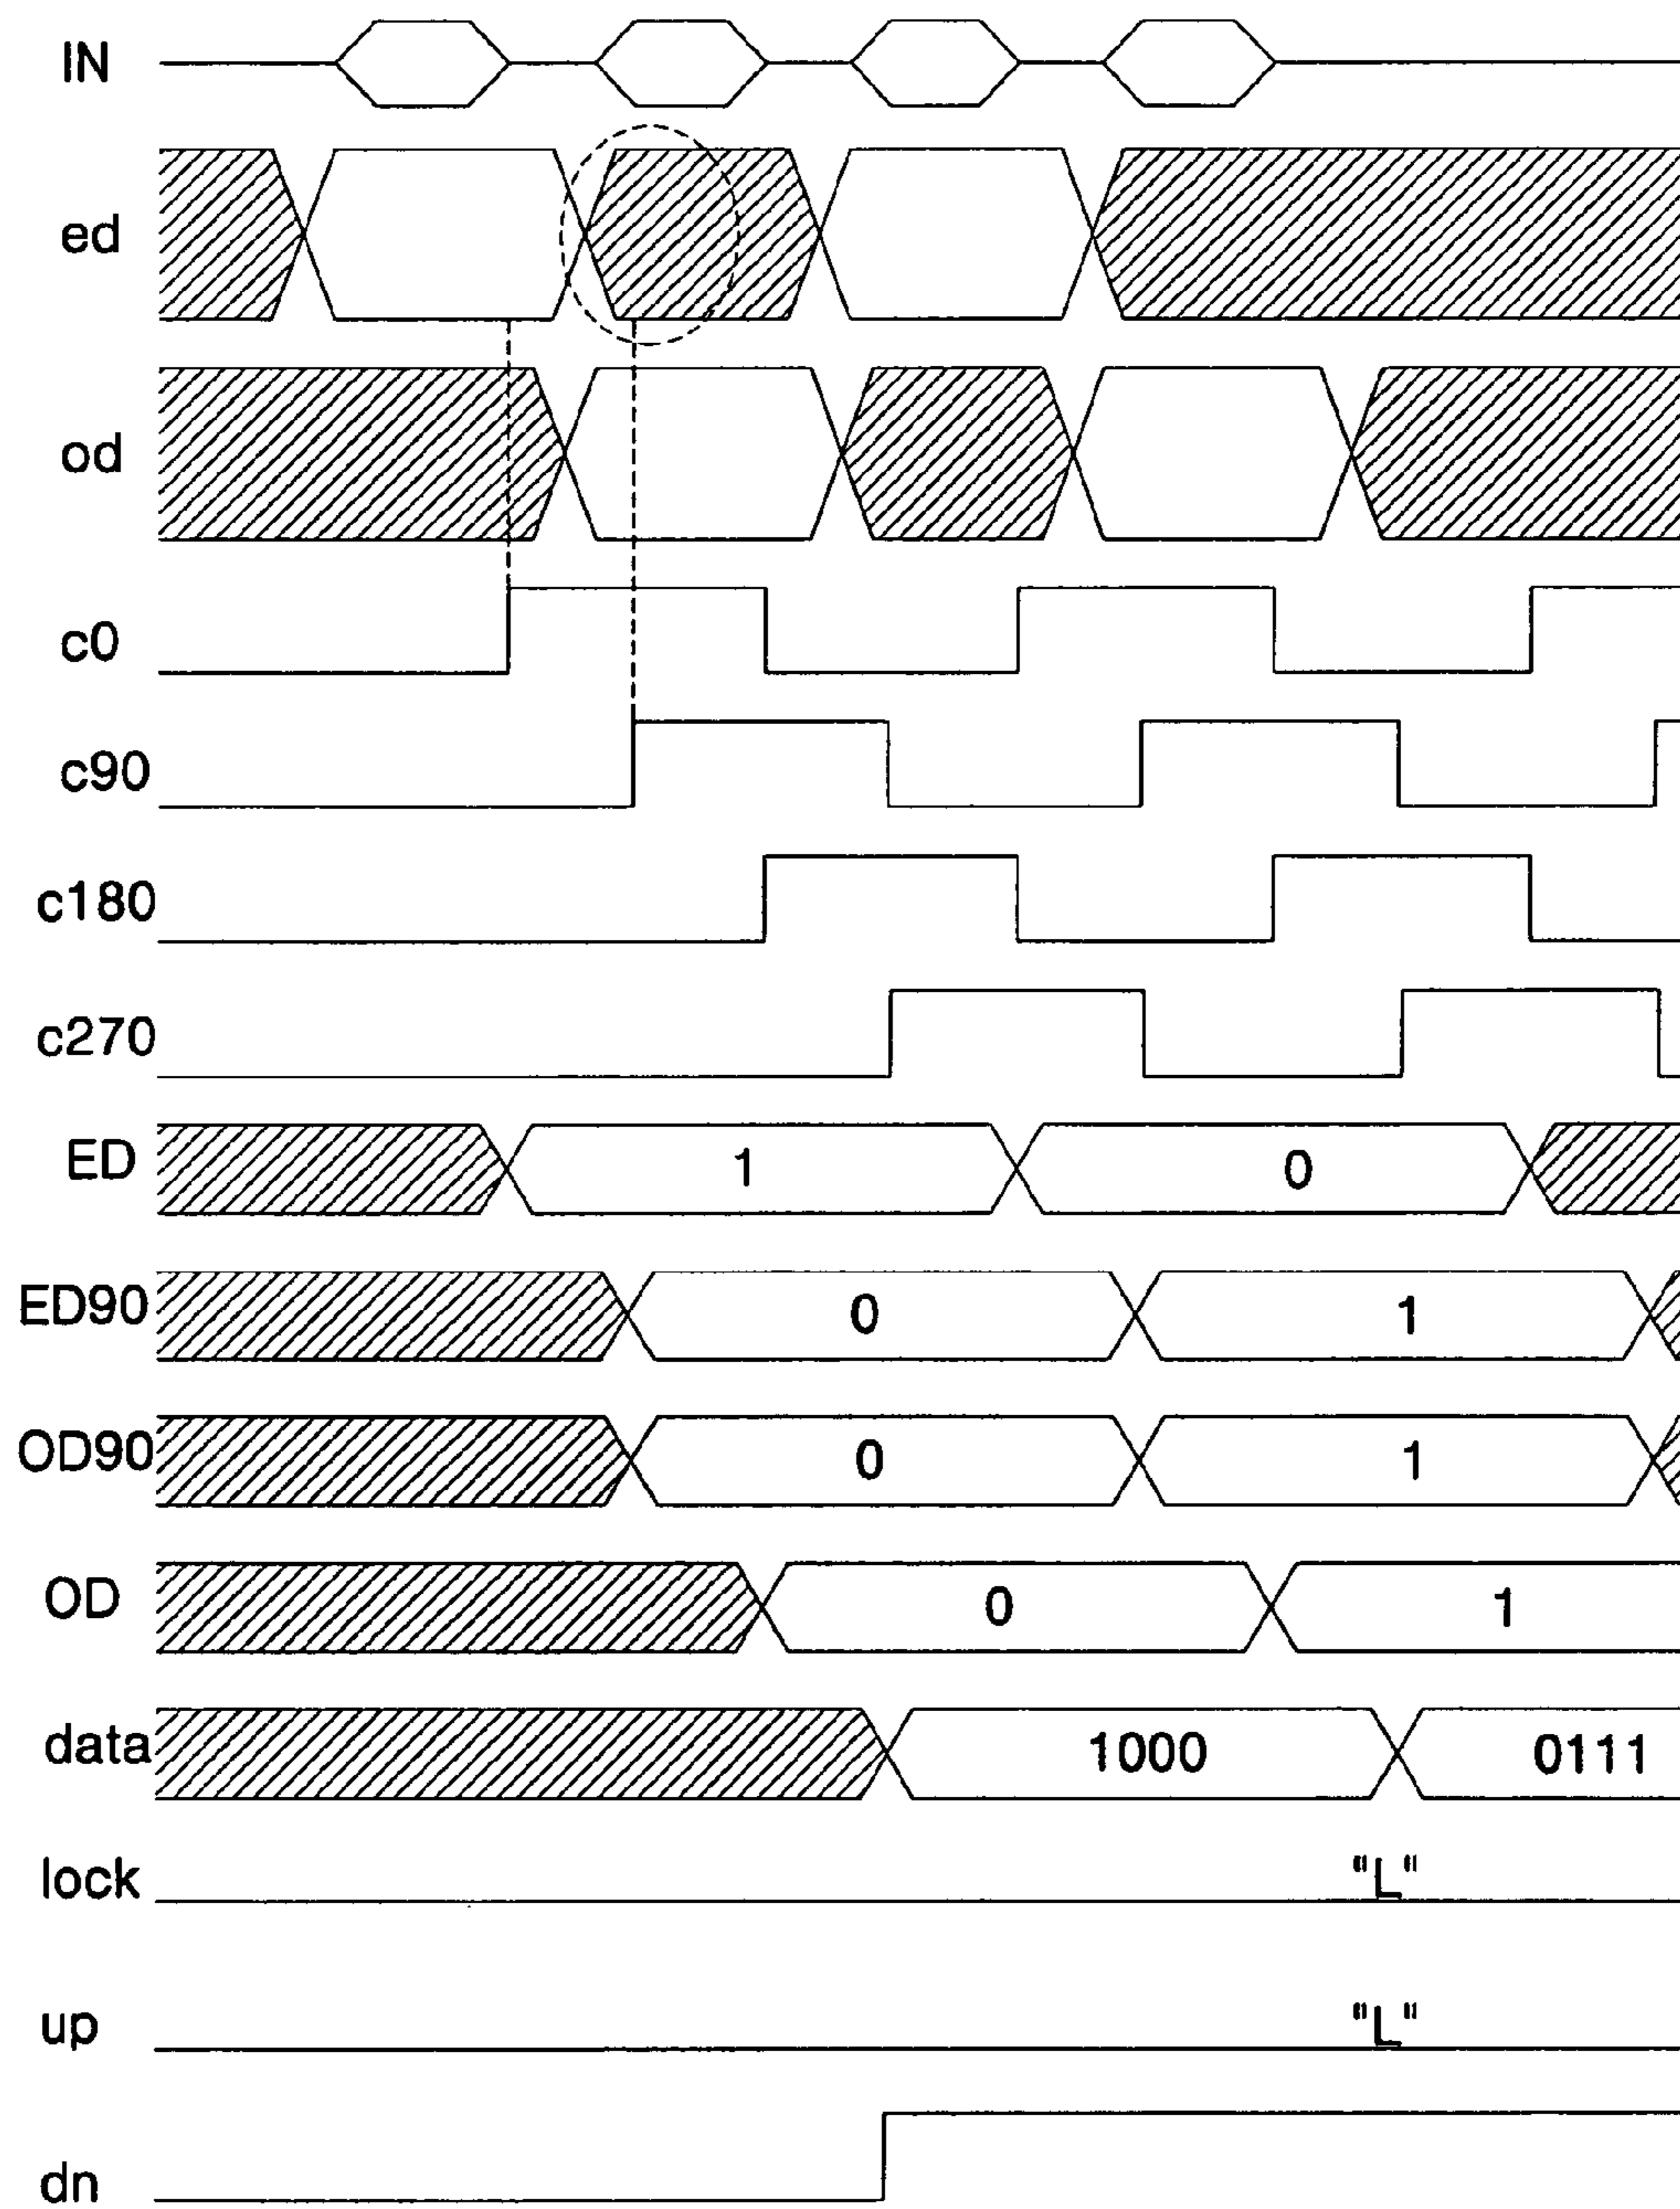 IN
ed
od
c0
c90
c180
c270
ED 1 0
ED90 0 1
OD90 0 1
OD 0 1
data 1000 0111
lock "L"
up "L"
dn